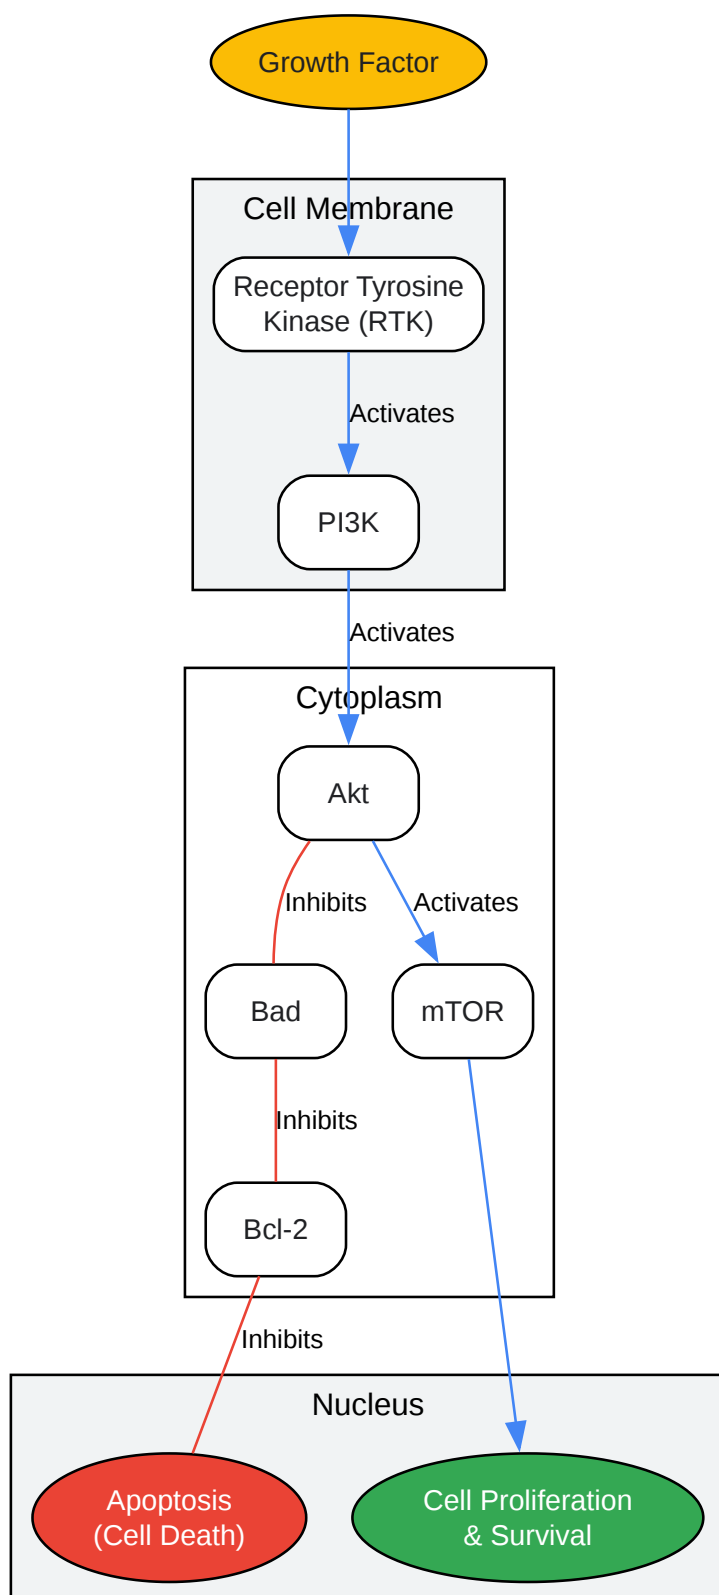 Growth Factor
Cell Membrane
Receptor Tyrosine
Kinase (RTK)
Activates
PI3K
Activates
Cytoplasm
Akt
Inhibits
Activates
Bad
mTOR
Inhibits
Bcl-2
Inhibits
Nucleus
Apoptosis
(Cell Death)
Cell Proliferation
& Survival